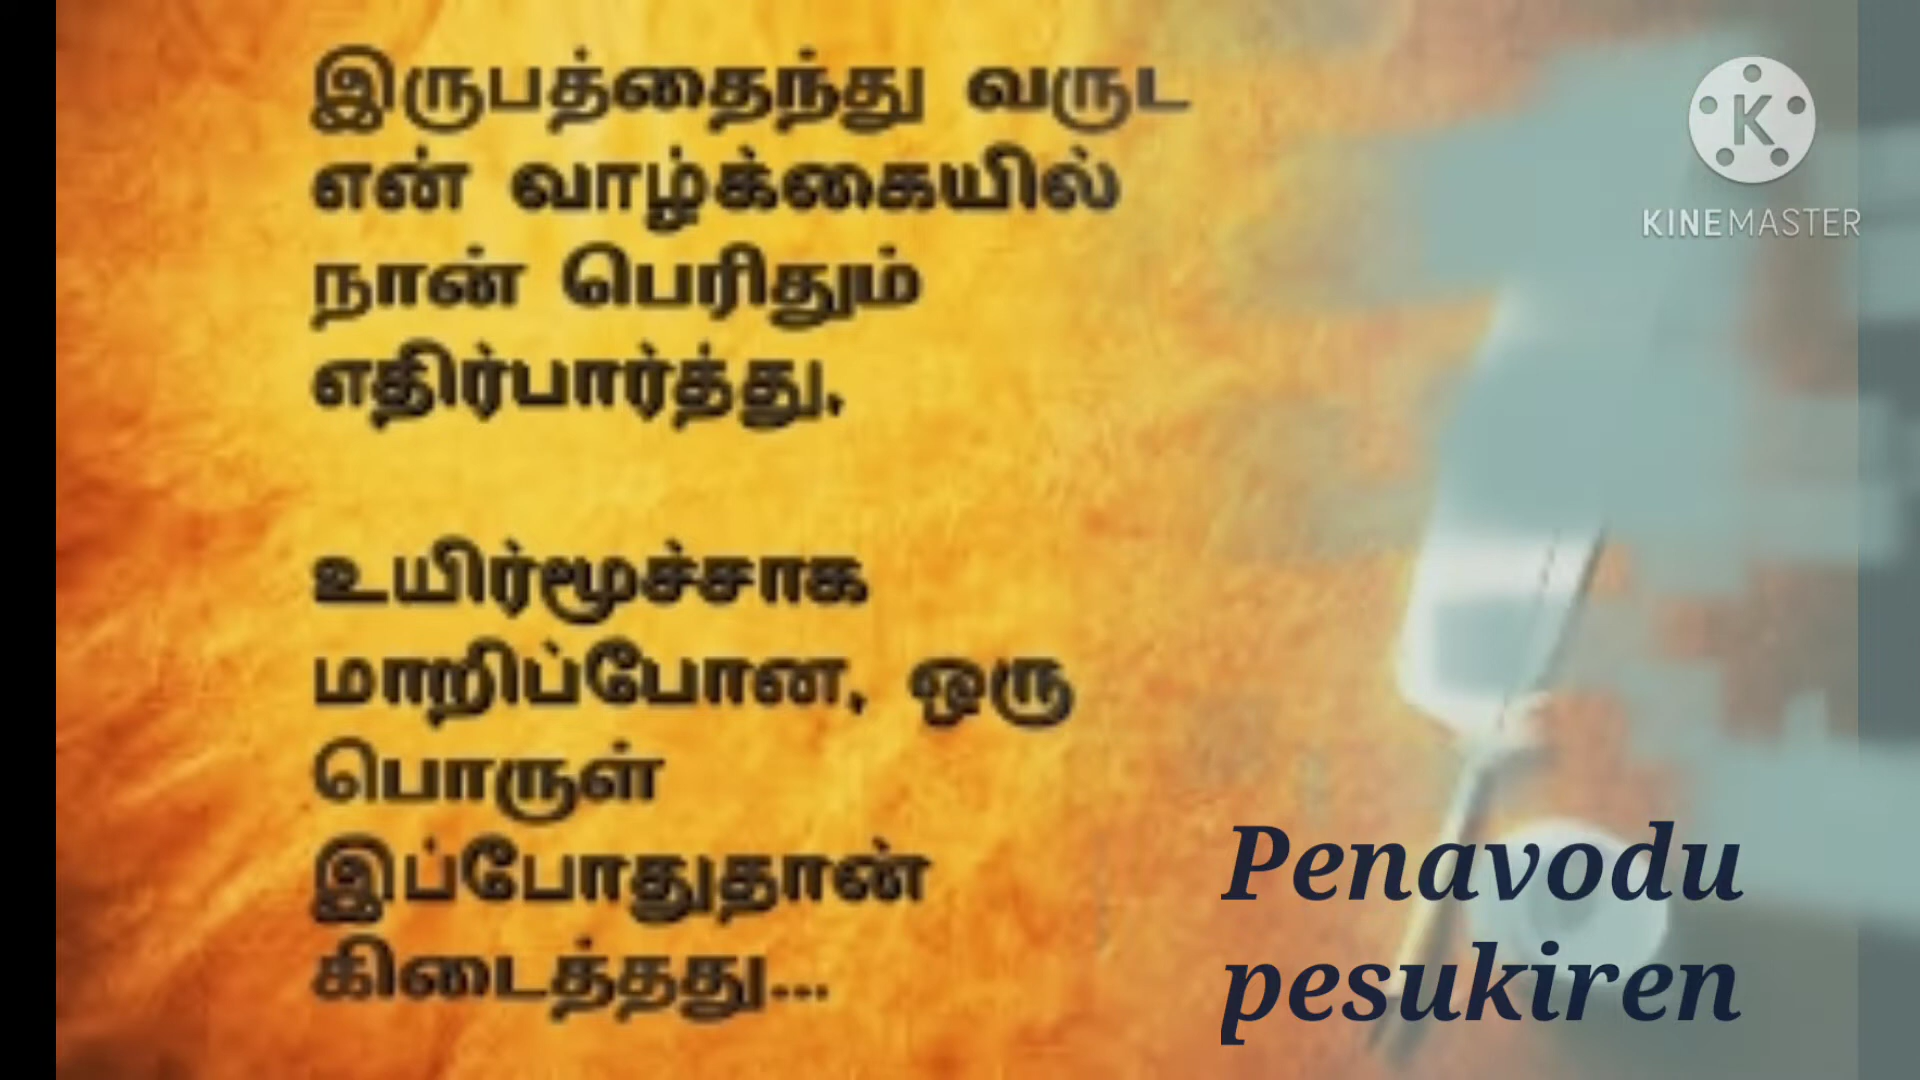 இருபத்தைந்து வருட
என் வாழ்க்கையில்
நான் பெரிதும்
எதிர்பார்த்து,
உயிர்மூச்சாக
மாறிப்போன, ஒரு
பொருள்
இப்போதுதான்
கிடைத்தது...
K
KINEMASTER
Penavodu
pesukiren